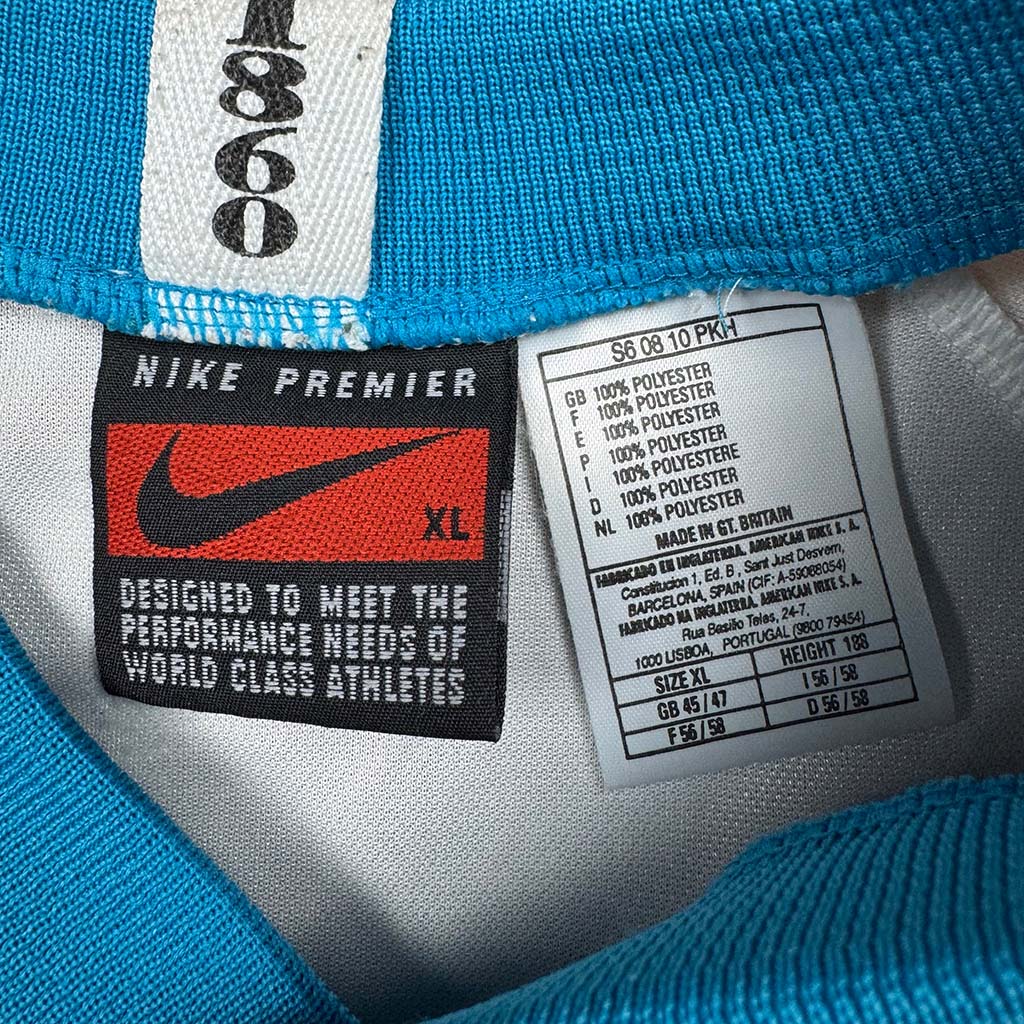 1860
NIKE PREMIER
XL
DESIGNED TO MEET THE
PERFORMANCE NEEDS OF
WORLD CLASS ATHLETES
S6 08 10 PKH
GB 100% POLYESTER
F 100% POLYESTER
E 100% POLYESTER
P 100% POLYESTER
I 100% POLYESTERE
D 100% POLYESTER
NL 100% POLYESTER
MADE IN GT. BRITAIN
FABRICADO EN INGLATERRA. AMERICAN NIKE S. A.
Constitucion 1, Ed. B, Sant Just Desvern,
BARCELONA, SPAIN (CIF: A-59088054)
FABRICADO NA INGLATERRA. AMERICAN NIKE S. A.
Rua Basilio Teles, 24-7,
1000 LISBOA, PORTUGAL (9800 79454)
SIZE XL HEIGHT 188
GB 45 / 47 I 56 / 58
F 56 / 58 D 56 / 58